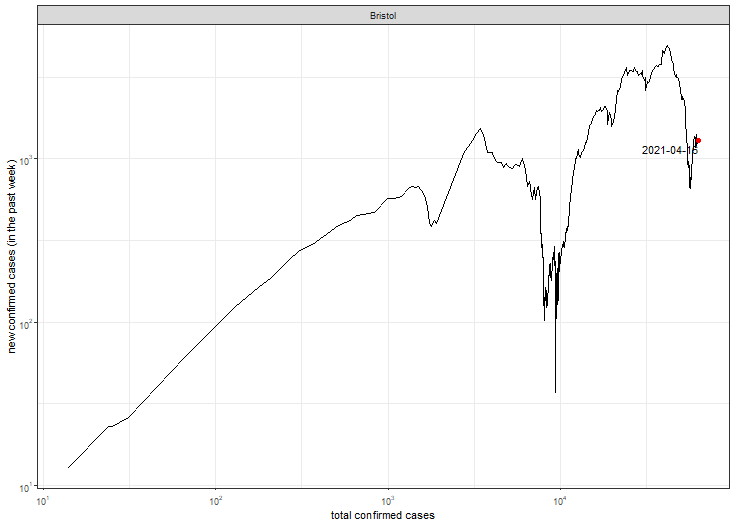 Bristol
new confirmed cases (in the past week)
10³
10²
10¹
2021-04-16
10¹ 10² 10³ 10⁴
total confirmed cases